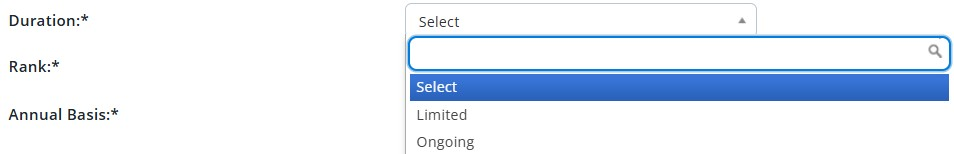 Duration:* Select
Rank:*
Select
Annual Basis:* Limited
Ongoing